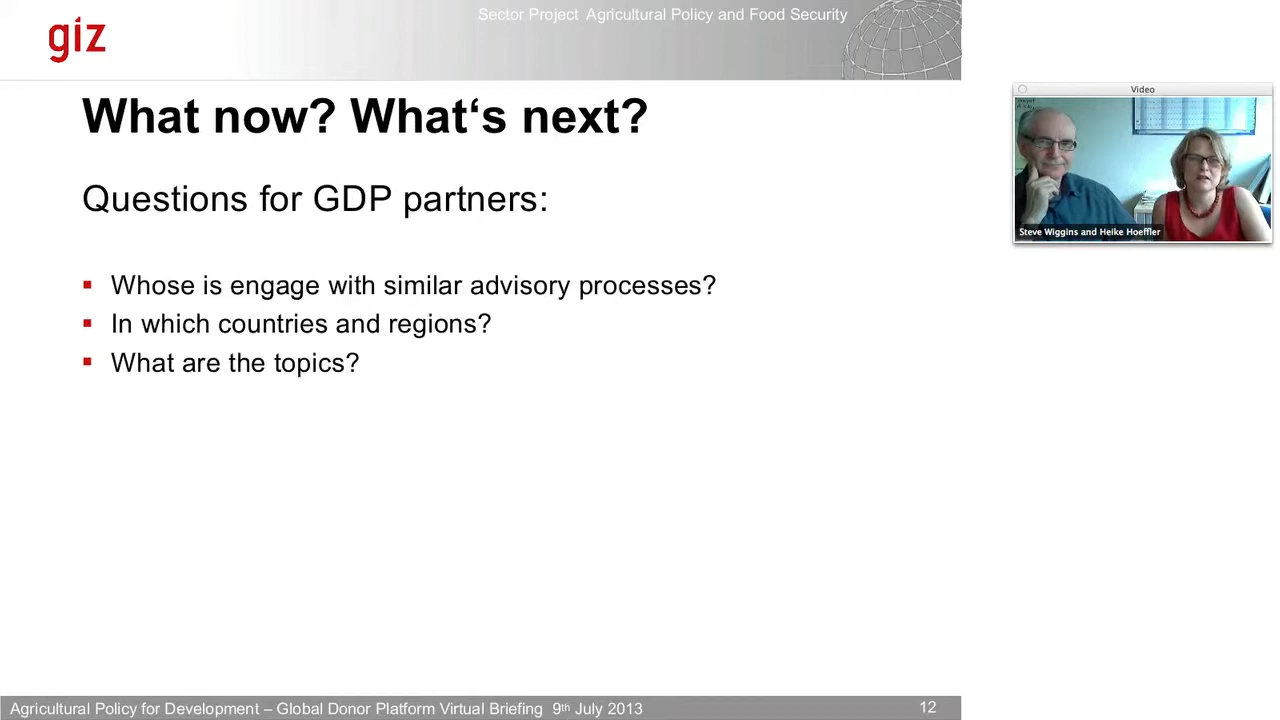 Sector Project Agricultural Policy and Food Security
giz
What now? What‘s next?
Questions for GDP partners:
Whose is engage with similar advisory processes?
In which countries and regions?
What are the topics?
Agricultural Policy for Development – Global Donor Platform Virtual Briefing 9th July 2013
12
Video
Steve Wiggins and Heike Hoeffler